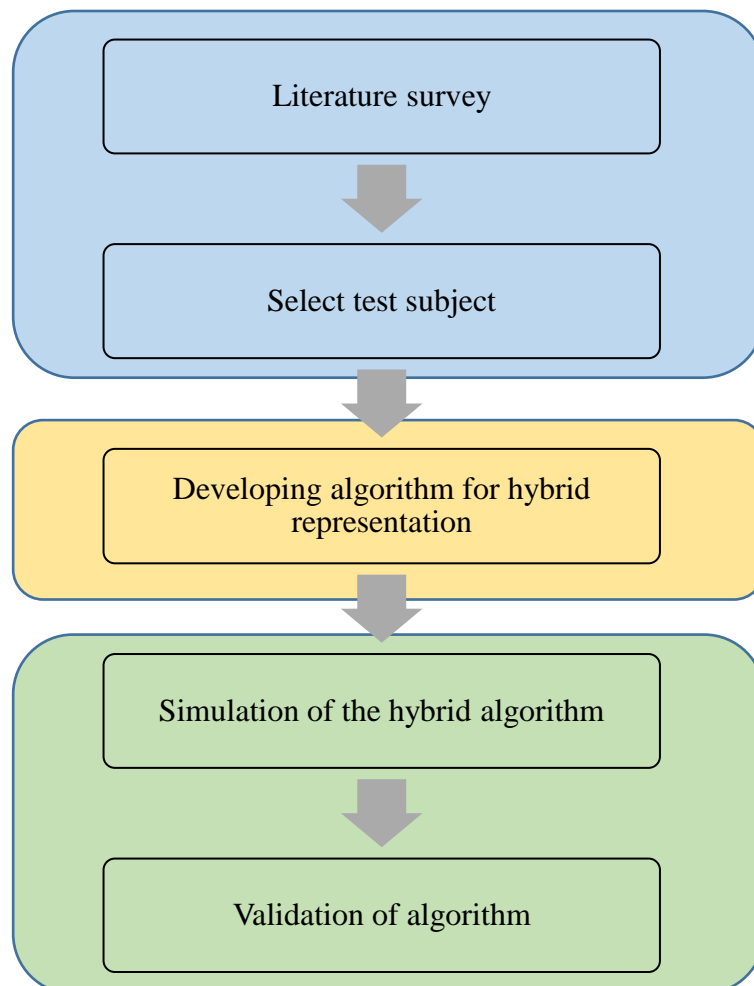 Literature survey
Select test subject
Developing algorithm for hybrid
representation
Simulation of the hybrid algorithm
Validation of algorithm